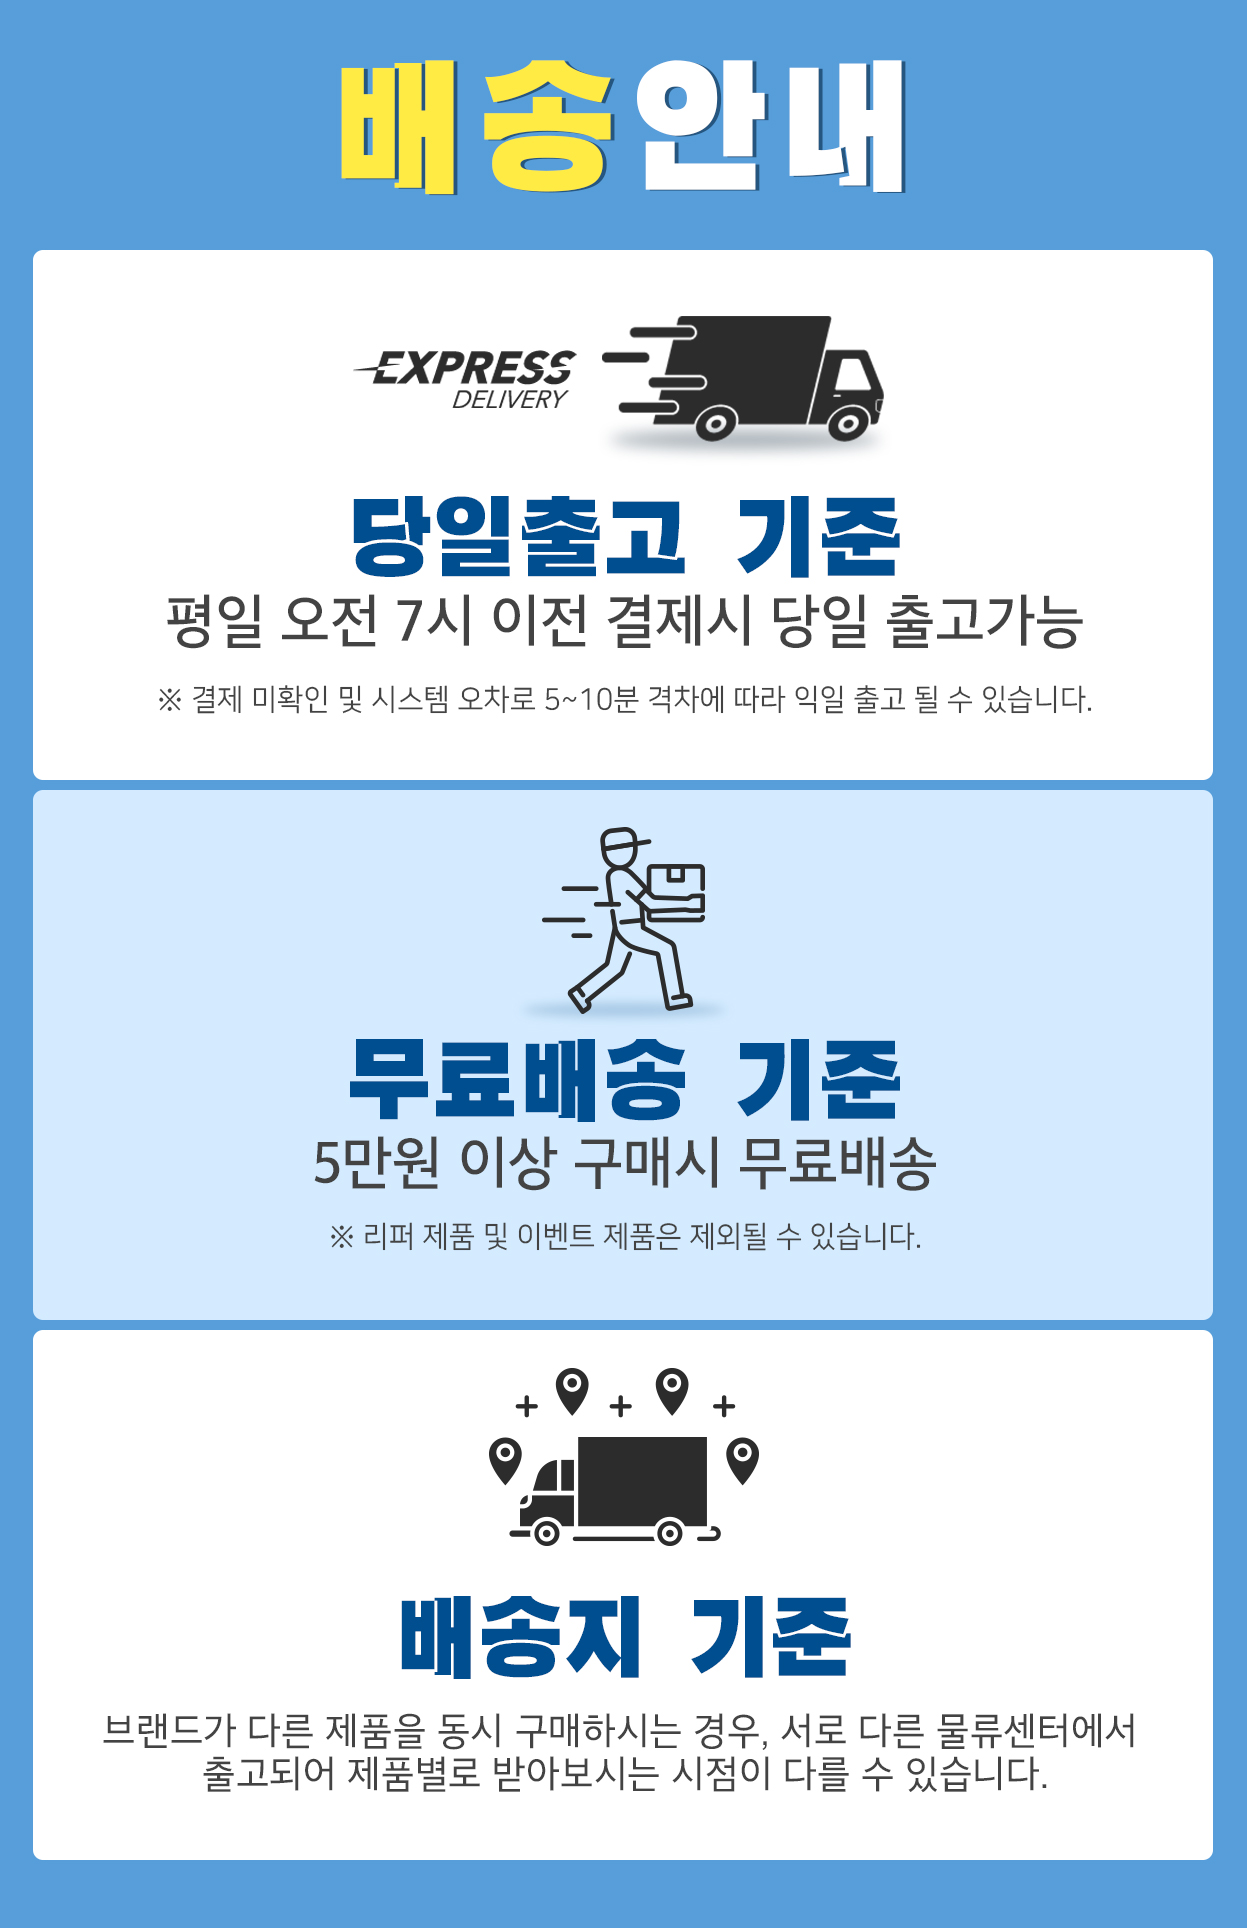 배송안내
EXPRESS
DELIVERY
당일출고 기준
평일 오전 7시 이전 결제시 당일 출고가능
※ 결제 미확인 및 시스템 오차로 5~10분 격차에 따라 익일 출고 될 수 있습니다.
무료배송 기준
5만원 이상 구매시 무료배송
※ 리퍼 제품 및 이벤트 제품은 제외될 수 있습니다.
배송지 기준
브랜드가 다른 제품을 동시 구매하시는 경우, 서로 다른 물류센터에서
출고되어 제품별로 받아보시는 시점이 다를 수 있습니다.